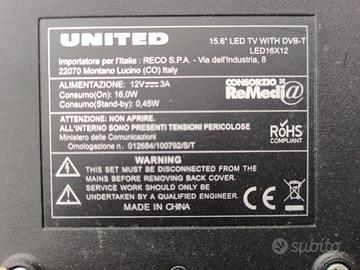 UNITED
15.6" LED TV WITH DVB-T
LED16X12
Importatore per l'Italia : RECO S.P.A. - Via dell'Industria, 8
22070 Montano Lucino (CO) Italy
ALIMENTAZIONE: 12V⎓3A
Consumo(On): 16,0W
Consumo(Stand-by): 0,45W
CONSORZIO
ReMedi@
ATTENZIONE: NON APRIRE.
ALL'INTERNO SONO PRESENTI TENSIONI PERICOLOSE
Ministero delle Comunicazioni
Omologazione n.: 012684/100792/S/T
RoHS
COMPLIANT
WARNING
THIS SET MUST BE DISCONNECTED FROM THE
MAINS BEFORE REMOVING BACK COVER.
SERVICE WORK SHOULD ONLY BE
UNDERTAKEN BY A QUALIFIED ENGINEER.
MADE IN CHINA
CE
subito